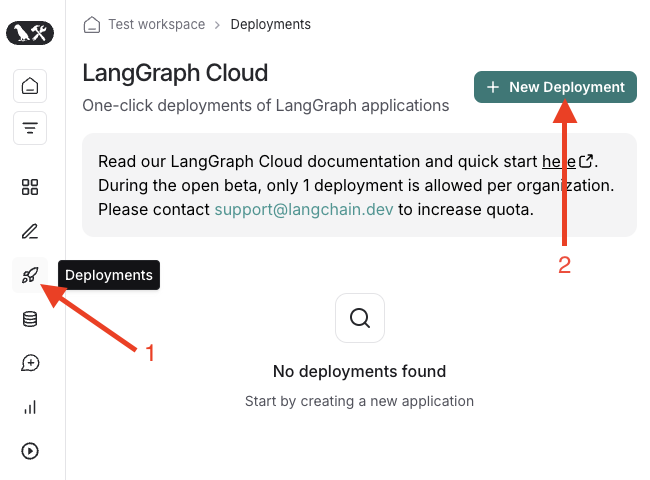 Test workspace > Deployments
LangGraph Cloud
One-click deployments of LangGraph applications
+ New Deployment
Read our LangGraph Cloud documentation and quick start here.
During the open beta, only 1 deployment is allowed per organization.
Please contact support@langchain.dev to increase quota.
2
Deployments
1
No deployments found
Start by creating a new application